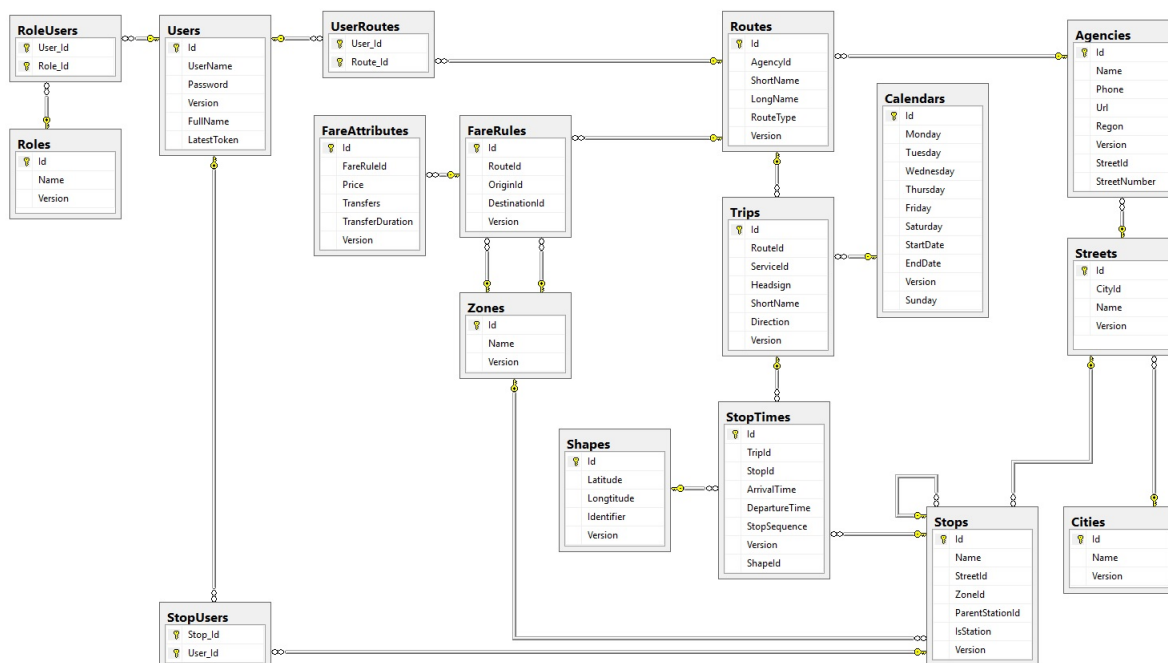 RoleUsers
User_Id
Role_Id
Users
Id
UserName
Password
Version
FullName
LatestToken
UserRoutes
User_Id
Route_Id
Routes
Id
AgencyId
ShortName
LongName
RouteType
Version
Agencies
Id
Name
Phone
Url
Regon
Version
StreetId
StreetNumber
Calendars
Id
Monday
Tuesday
Wednesday
Thursday
Friday
Saturday
StartDate
EndDate
Version
Sunday
Roles
Id
Name
Version
FareAttributes
Id
FareRuleId
Price
Transfers
TransferDuration
Version
FareRules
Id
RouteId
OriginId
DestinationId
Version
Trips
Id
RouteId
ServiceId
Headsign
ShortName
Direction
Version
Streets
Id
CityId
Name
Version
Zones
Id
Name
Version
StopTimes
Id
TripId
StopId
ArrivalTime
DepartureTime
StopSequence
Version
ShapeId
Shapes
Id
Latitude
Longtitude
Identifier
Version
Stops
Id
Name
StreetId
ZoneId
ParentStationId
IsStation
Version
Cities
Id
Name
Version
StopUsers
Stop_Id
User_Id